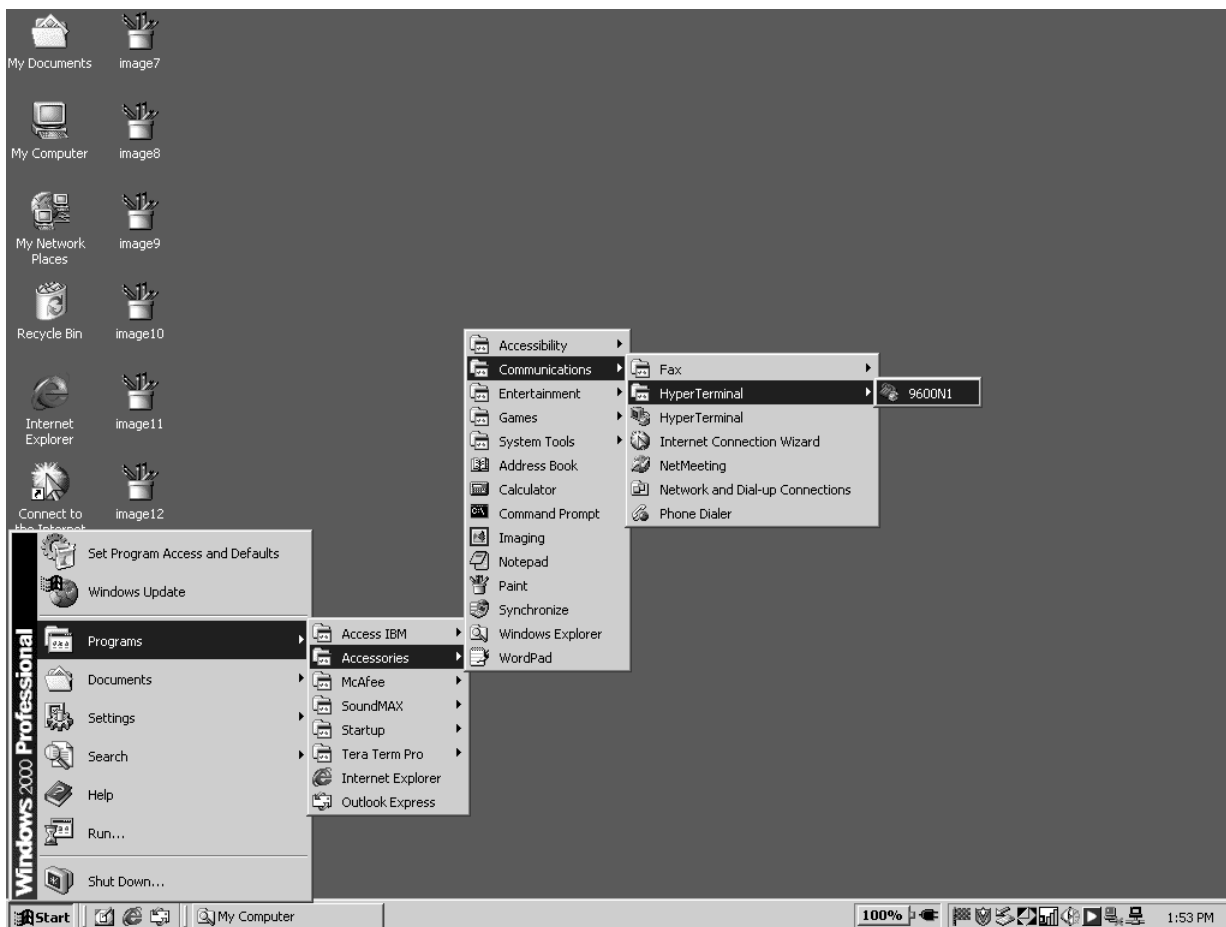 My Documents
image7
My Computer
image8
My Network
Places
image9
Recycle Bin
image10
Internet
Explorer
image11
Connect to
the Internet
image12
Set Program Access and Defaults
Windows Update
Programs
Documents
Settings
Search
Help
Run...
Shut Down...
Windows 2000 Professional
Access IBM
Accessories
McAfee
SoundMAX
Startup
Tera Term Pro
Internet Explorer
Outlook Express
Accessibility
Communications
Entertainment
Games
System Tools
Address Book
Calculator
Command Prompt
Imaging
Notepad
Paint
Synchronize
Windows Explorer
WordPad
Fax
HyperTerminal
HyperTerminal
Internet Connection Wizard
NetMeeting
Network and Dial-up Connections
Phone Dialer
9600N1
Start
My Computer
100%
1:53 PM